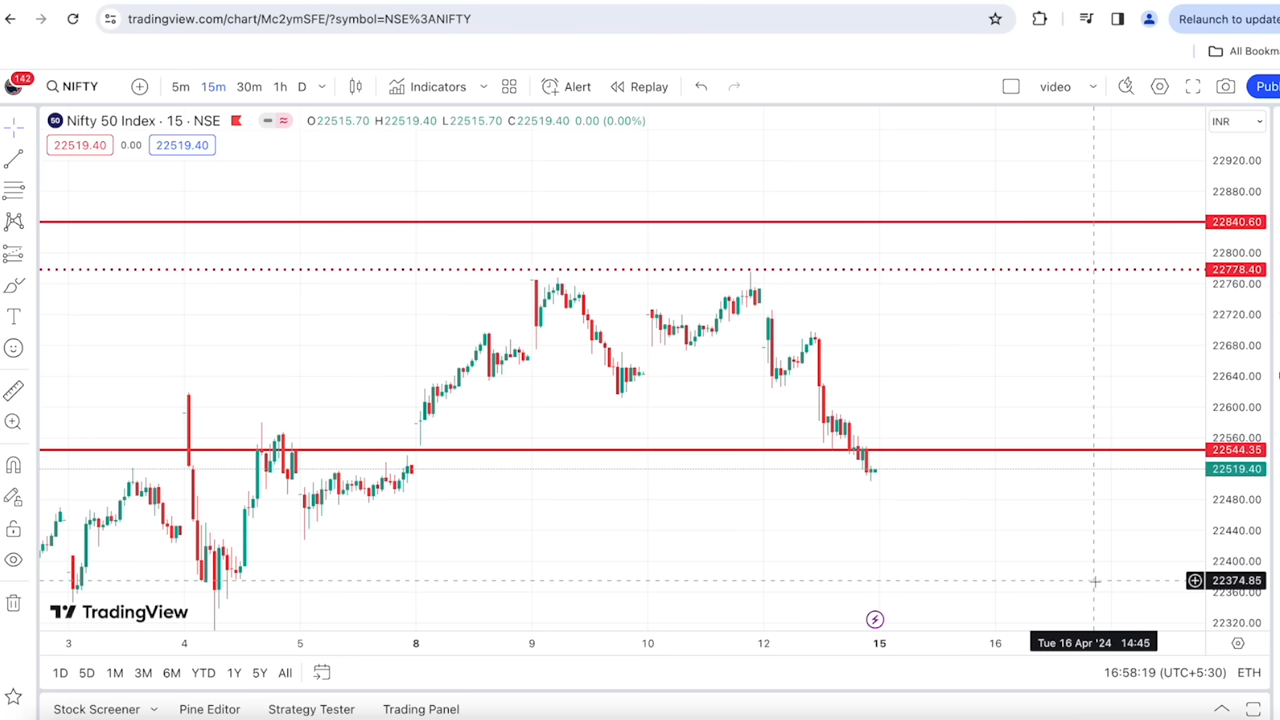 tradingview.com/chart/Mc2ymSFE/?symbol=NSE%3ANIFTY
Relaunch to update
All Bookm
142
NIFTY
5m 15m 30m 1h D
Indicators
Alert
Replay
video
Pub
50 Nifty 50 Index · 15 · NSE
O22515.70 H22519.40 L22515.70 C22519.40 0.00 (0.00%)
INR
22519.40 0.00 22519.40
22920.00
22880.00
22840.60
22800.00
22778.40
22760.00
22720.00
22680.00
22640.00
22600.00
22560.00
22544.35
22519.40
22480.00
22440.00
22400.00
22374.85
22360.00
22320.00
TradingView
3 4 5 8 9 10 12 15 16
Tue 16 Apr '24 14:45
1D 5D 1M 3M 6M YTD 1Y 5Y All
16:58:19 (UTC+5:30) ETH
Stock Screener
Pine Editor
Strategy Tester
Trading Panel